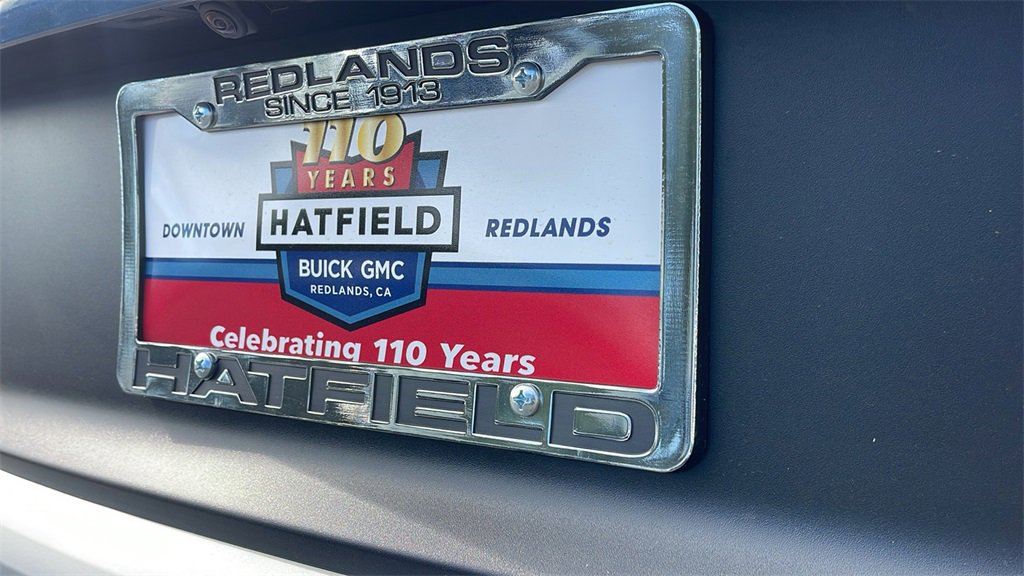 REDLANDS
SINCE 1913
110
YEARS
DOWNTOWN HATFIELD REDLANDS
BUICK GMC
REDLANDS, CA
Celebrating 110 Years
HATFIELD